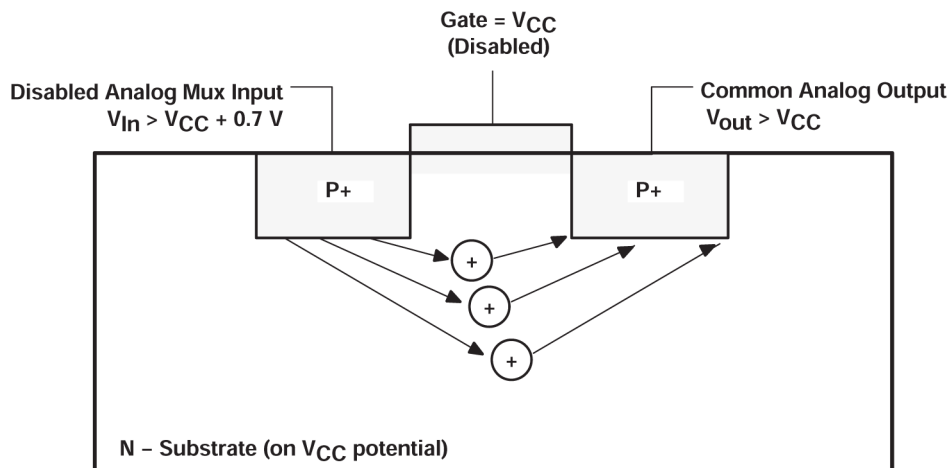 Gate = VCC
(Disabled)
Disabled Analog Mux Input
VIn > VCC + 0.7 V
Common Analog Output
Vout > VCC
P+
P+
+
+
+
N – Substrate (on VCC potential)